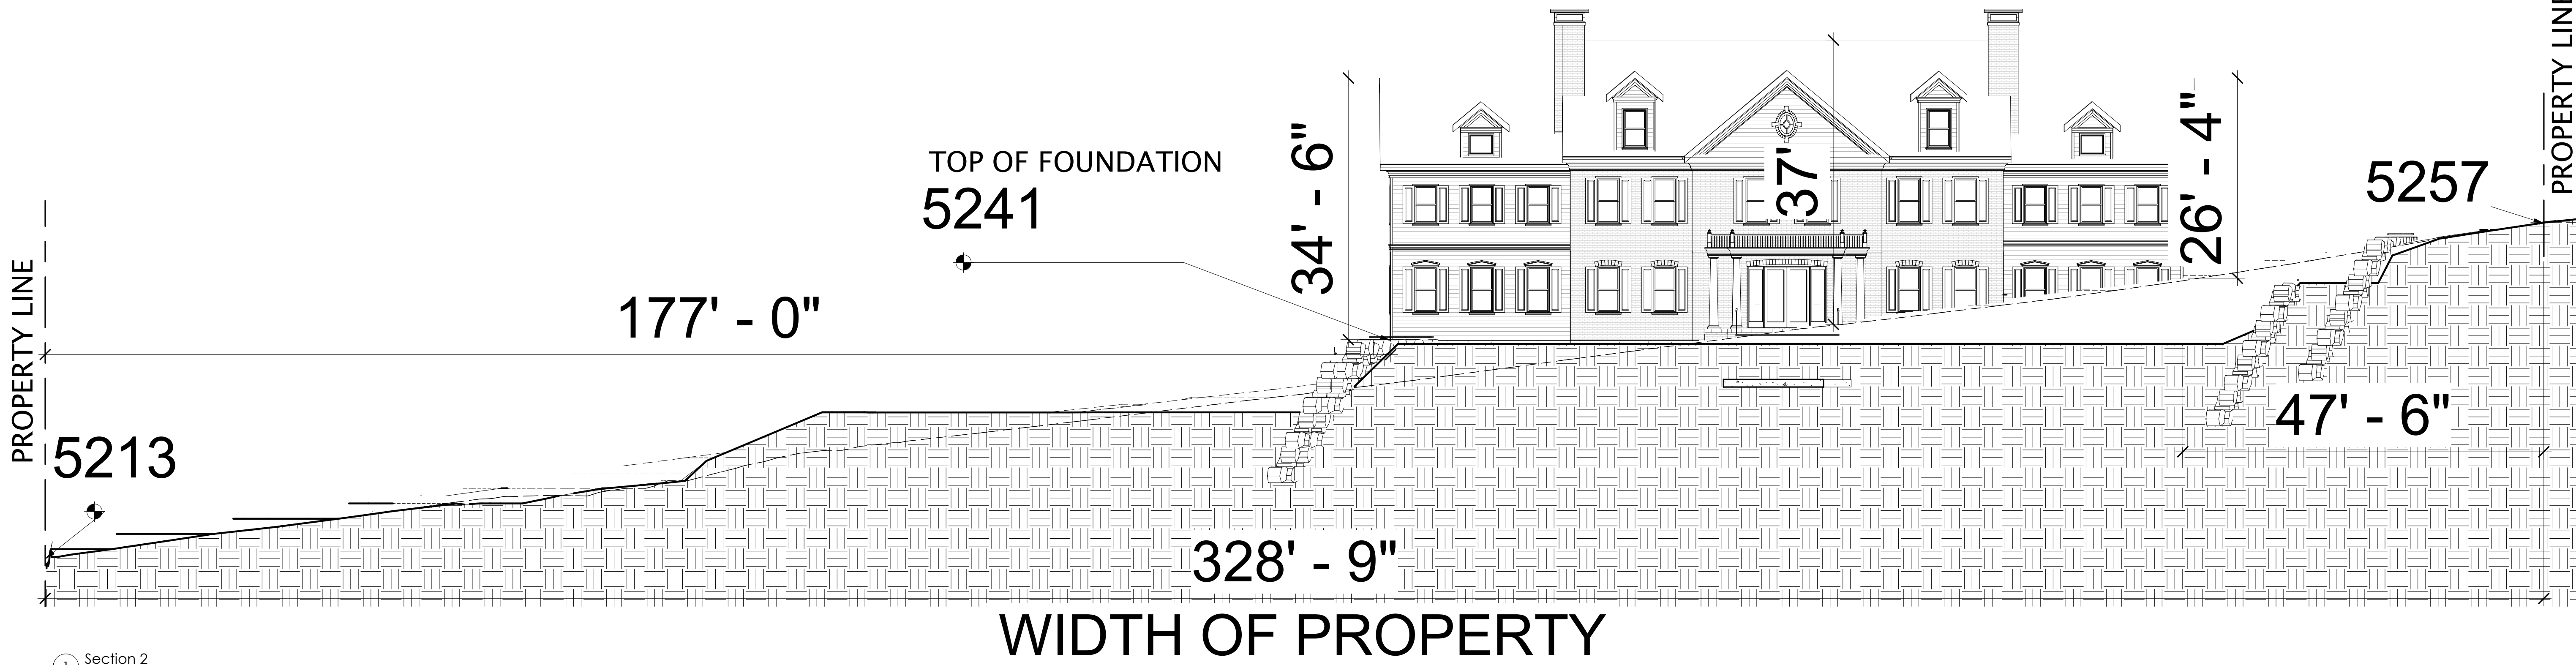 PROPERTY LINE
TOP OF FOUNDATION
5241
34' - 6"
37'
26' - 4"
5257
PROPERTY LINE
177' - 0"
5213
47' - 6"
328' - 9"
WIDTH OF PROPERTY
Section 2